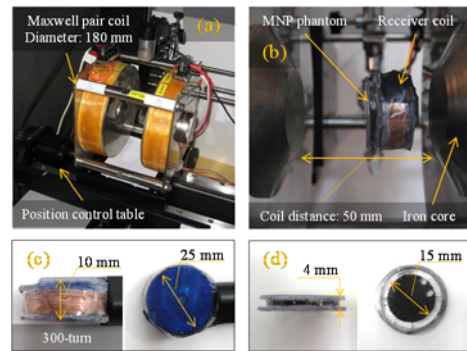 Maxwell pair coil
Diameter: 180 mm
(a)
Position control table
MNP phantom
Receiver coil
(b)
Coil distance: 50 mm
Iron core
(c)
10 mm
25 mm
300-turn
(d)
4 mm
15 mm